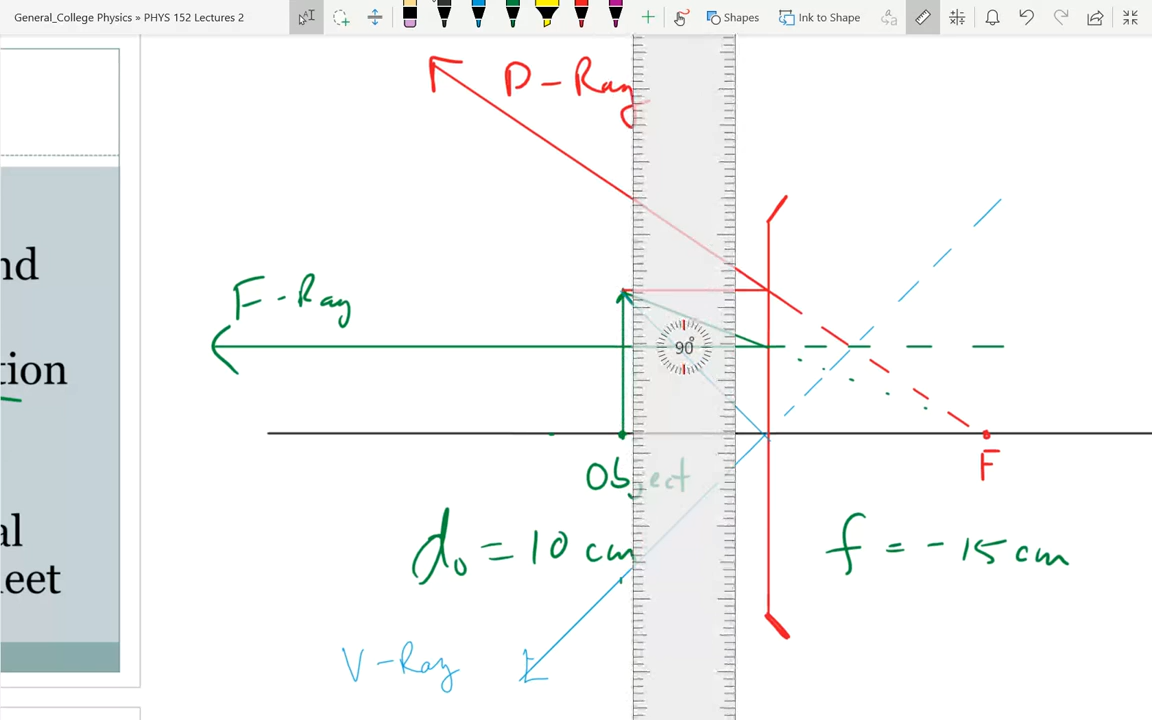 General_College Physics » PHYS 152 Lectures 2
Shapes
Ink to Shape
D-Ray
nd
F-Ray
90°
tion
Object
F
al
do = 10 cm
f = -15 cm
eet
V-Ray